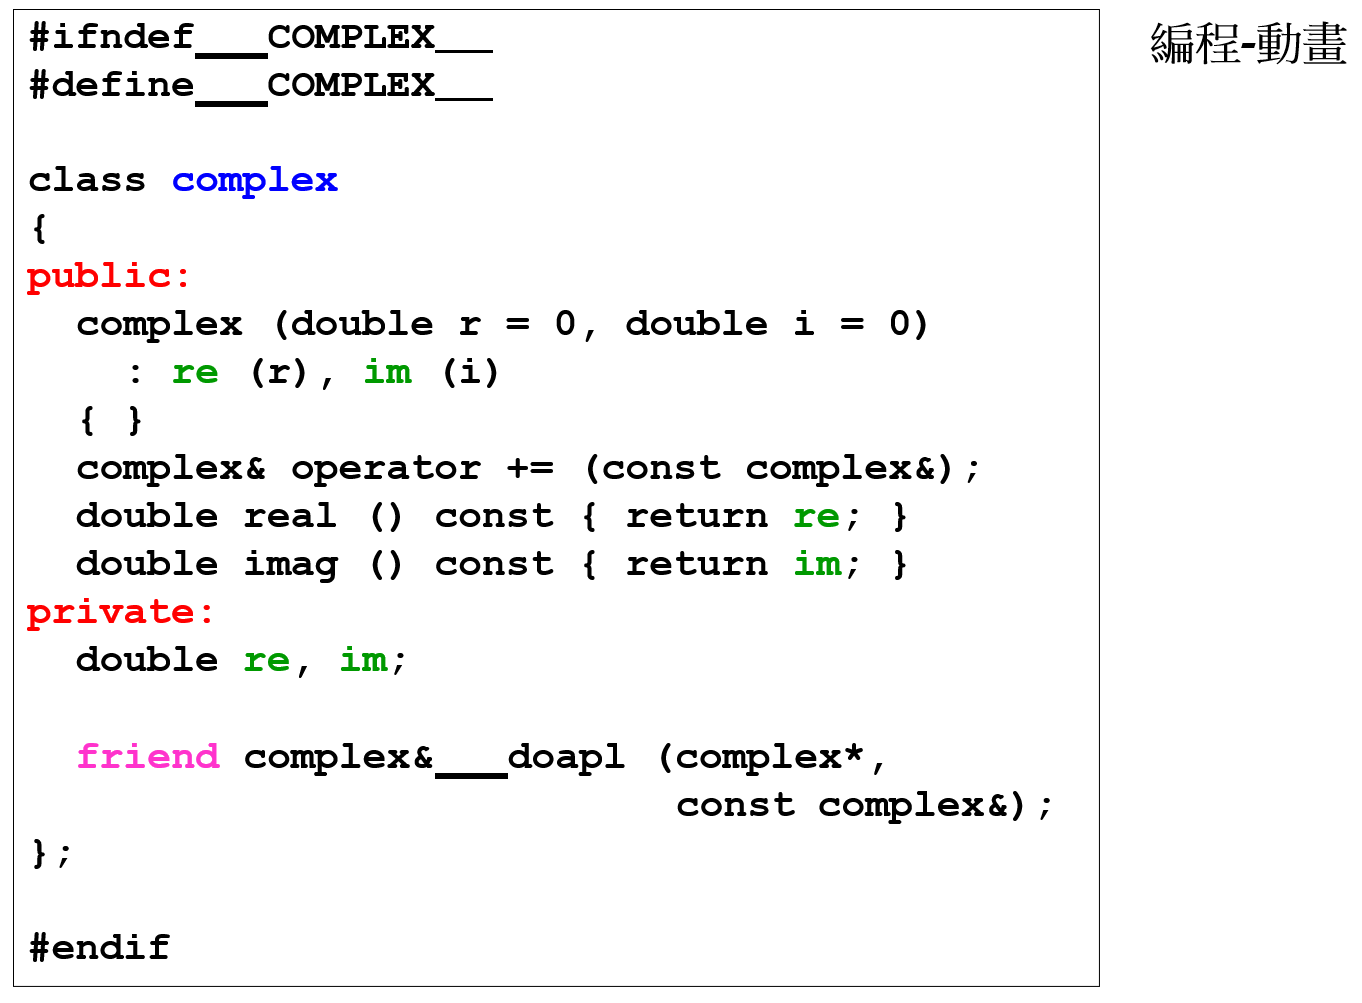 #ifndef __COMPLEX__
#define __COMPLEX__
class complex
{
public:
complex (double r = 0, double i = 0)
: re (r), im (i)
{ }
complex& operator += (const complex&);
double real () const { return re; }
double imag () const { return im; }
private:
double re, im;
friend complex& __doapl (complex*,
const complex&);
};
#endif
編程-動畫